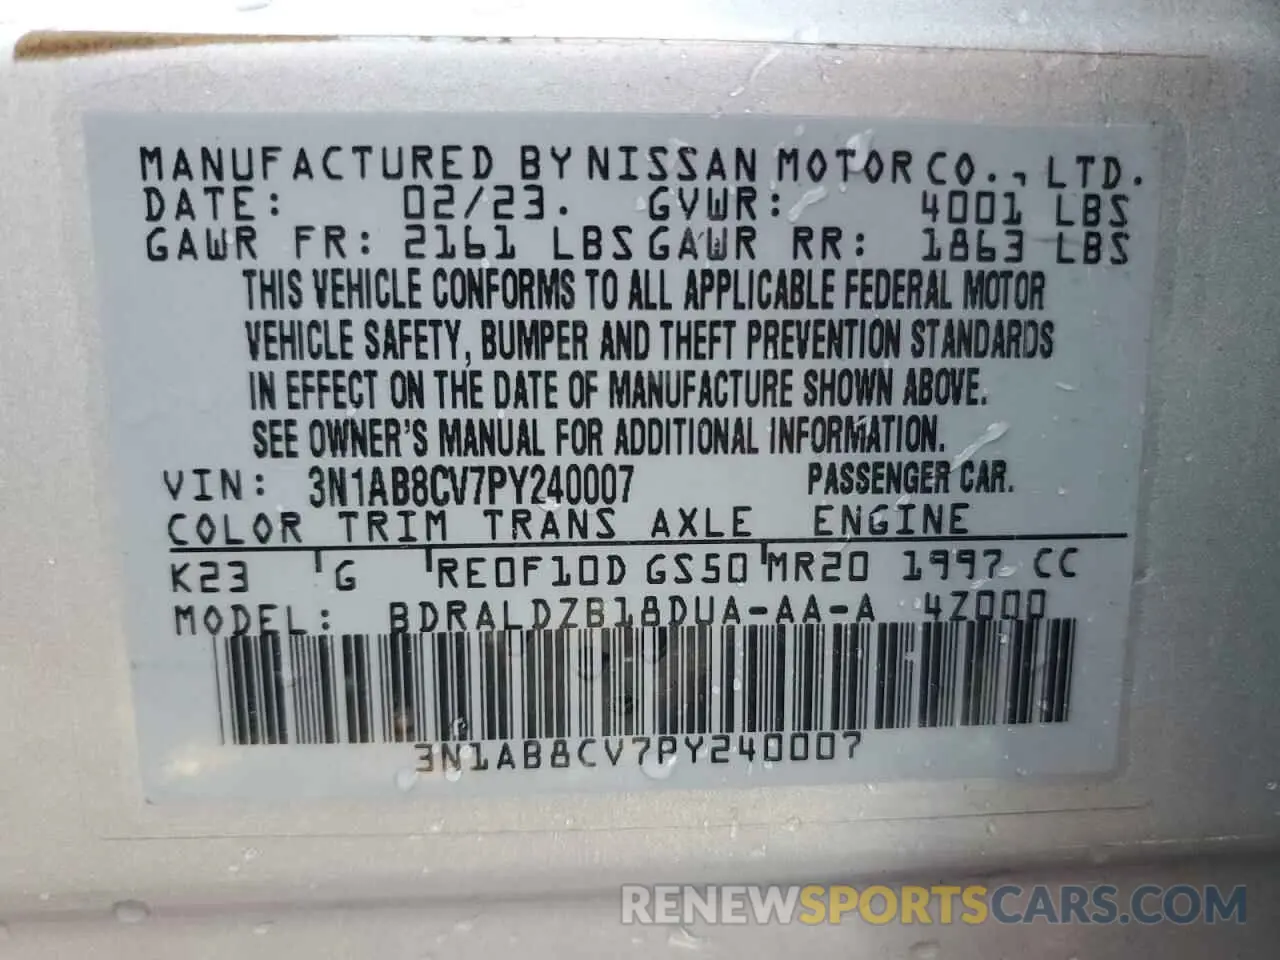 MANUFACTURED BY NISSAN MOTOR CO., LTD.
DATE: 02/23. GVWR: 4001 LBS
GAWR FR: 2161 LBS GAWR RR: 1863 LBS
THIS VEHICLE CONFORMS TO ALL APPLICABLE FEDERAL MOTOR
VEHICLE SAFETY, BUMPER AND THEFT PREVENTION STANDARDS
IN EFFECT ON THE DATE OF MANUFACTURE SHOWN ABOVE.
SEE OWNER'S MANUAL FOR ADDITIONAL INFORMATION.
VIN: 3N1AB8CV7PY240007 PASSENGER CAR.
COLOR TRIM TRANS AXLE ENGINE
K23 G RE0F10D GS50 MR20 1997 CC
MODEL: BDRALDZB18DUA-AA-A 4Z000
3N1AB8CV7PY240007
RENEWSPORTSCARS.COM